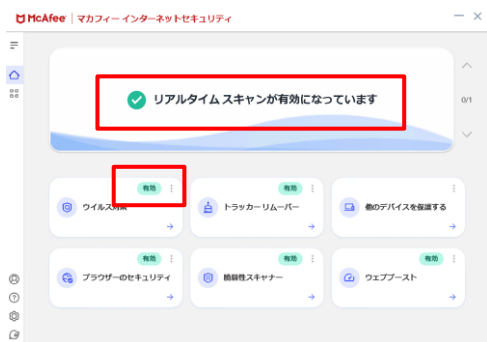 McAfee | マカフィー インターネットセキュリティ
リアルタイム スキャンが有効になっています
0/1
有効
ウイルス対策
有効
トラッカー リムーバー
他のデバイスを保護する
有効
ブラウザーのセキュリティ
有効
脆弱性スキャナー
有効
ウェブブースト